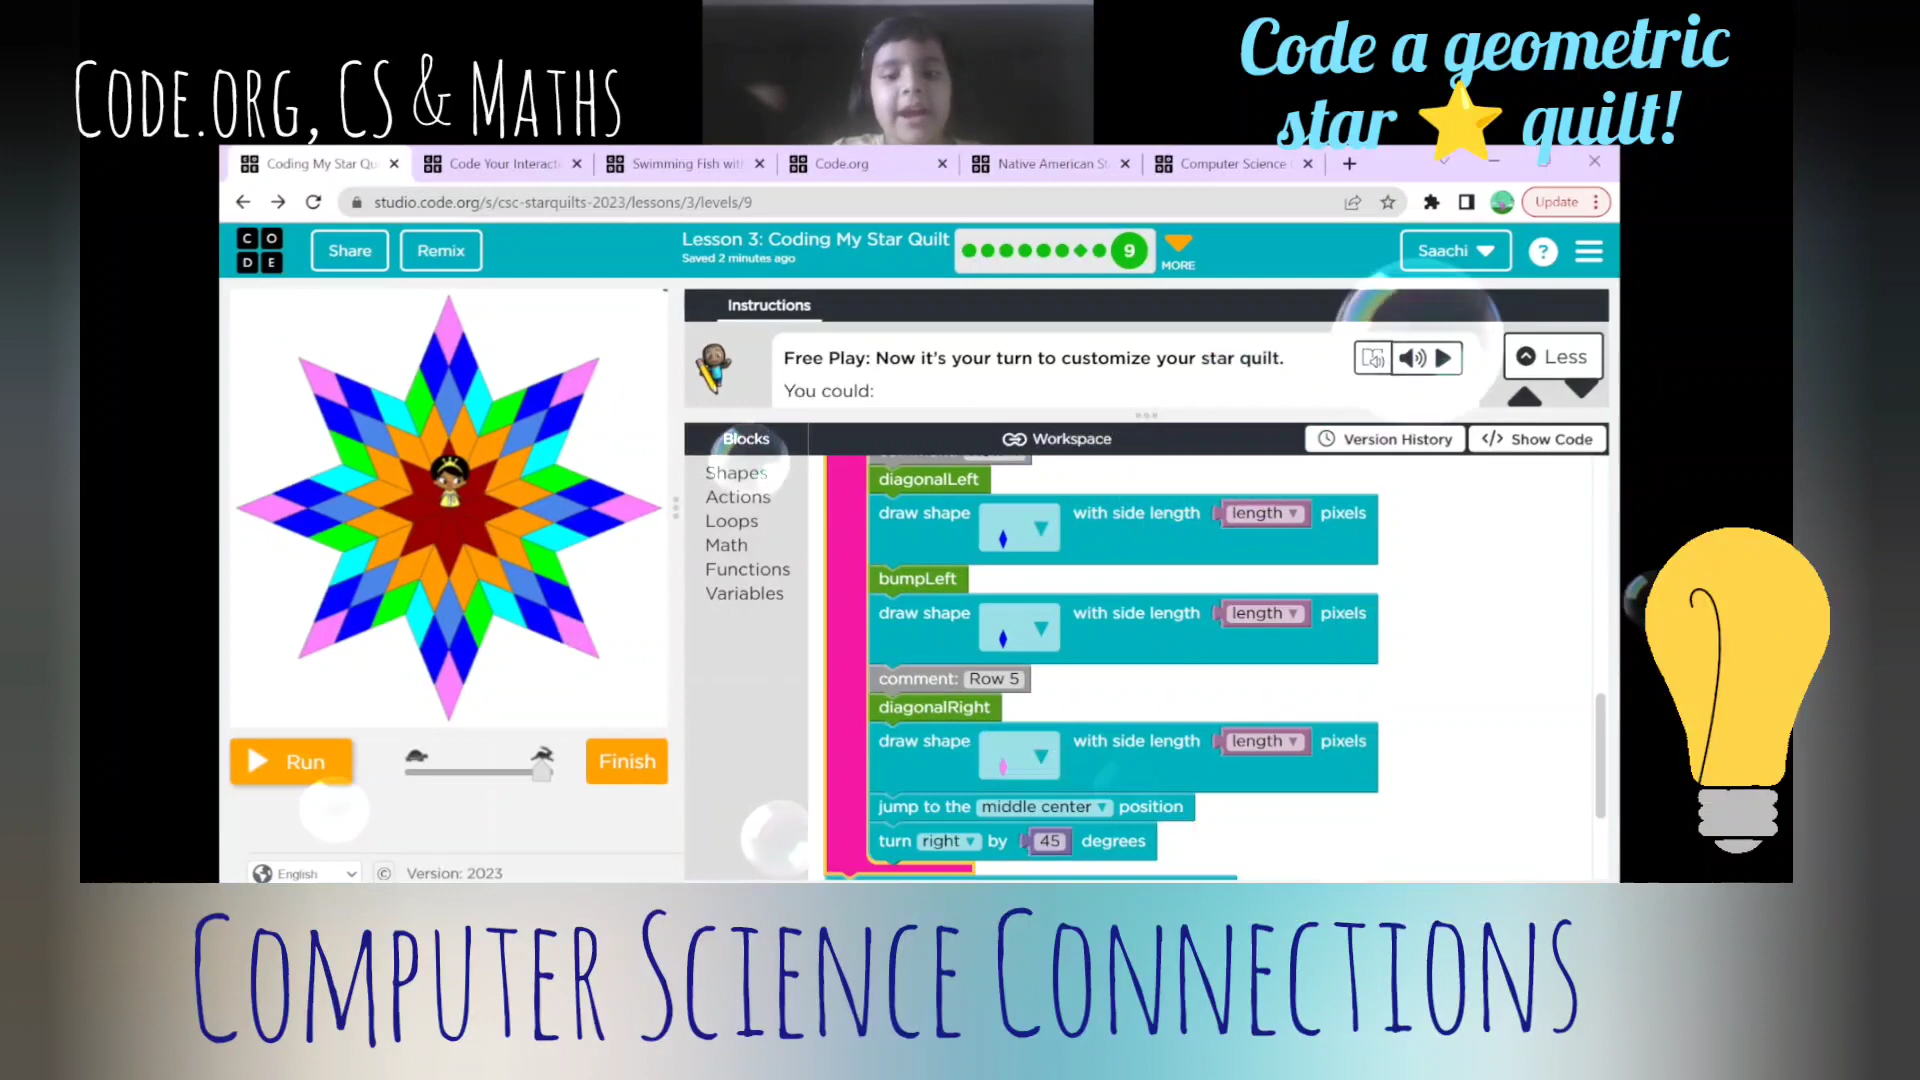 CODE.ORG, CS & MATHS
Code a geometric
star quilt!
Coding My Star Qu
Code Your Interact
Swimming Fish wit
Code.org
Native American St
Computer Science
studio.code.org/s/csc-starquilts-2023/lessons/3/levels/9
Update
CODE
Share
Remix
Lesson 3: Coding My Star Quilt
Saved 2 minutes ago
9
MORE
Saachi
?
Instructions
Free Play: Now it's your turn to customize your star quilt.
You could:
Less
Blocks
Workspace
Version History
</> Show Code
Shapes
Actions
Loops
Math
Functions
Variables
diagonalLeft
draw shape with side length length pixels
bumpLeft
draw shape with side length length pixels
comment: Row 5
diagonalRight
draw shape with side length length pixels
jump to the middle center position
turn right by 45 degrees
Run
Finish
English
© Version: 2023
COMPUTER SCIENCE CONNECTIONS